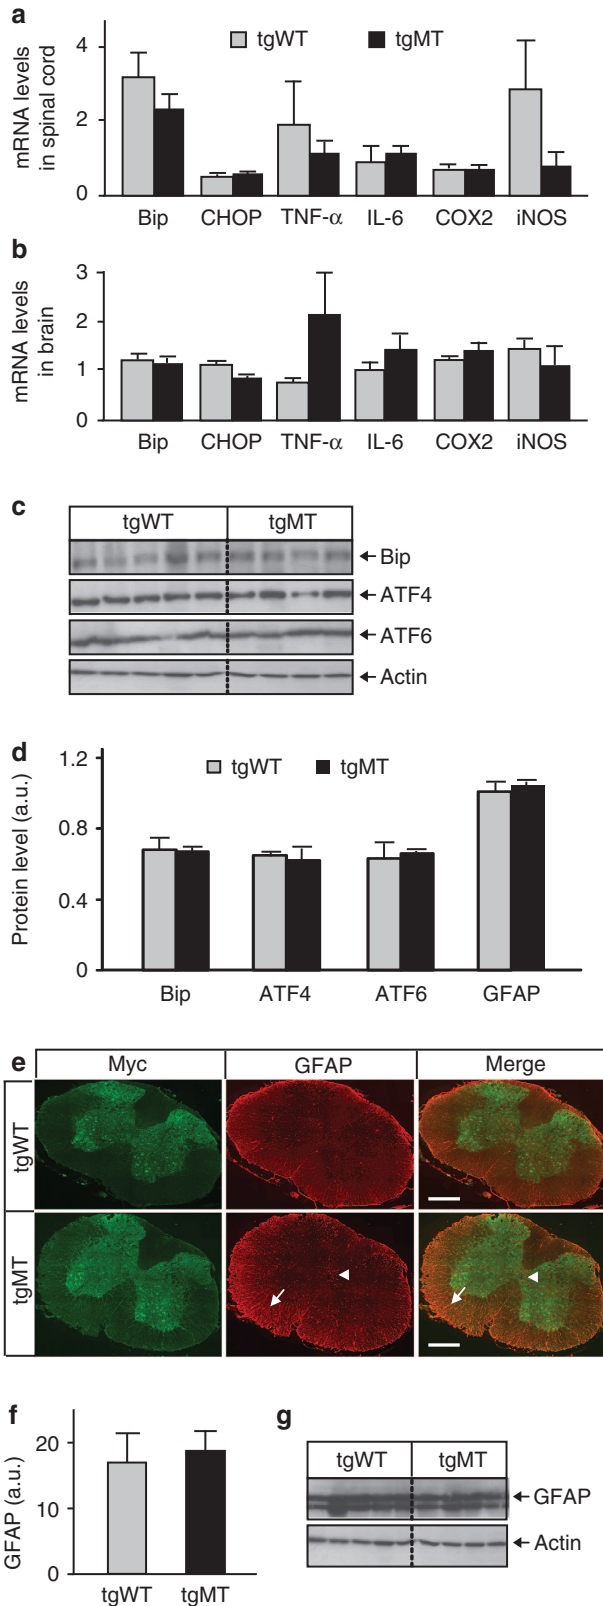 a
tgWT tgMT
mRNA levels
in spinal cord
4
2
0
Bip CHOP TNF-α IL-6 COX2 iNOS
b
mRNA levels
in brain
3
2
1
0
Bip CHOP TNF-α IL-6 COX2 iNOS
c
tgWT tgMT
Bip
ATF4
ATF6
Actin
d
tgWT tgMT
Protein level (a.u.)
1.2
0.8
0.4
0
Bip ATF4 ATF6 GFAP
e
Myc GFAP Merge
tgWT
tgMT
f
GFAP (a.u.)
20
10
0
tgWT tgMT
g
tgWT tgMT
GFAP
Actin